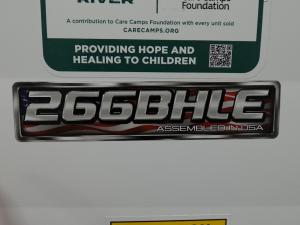 RIVER
Foundation
A contribution to Care Camps Foundation with every unit sold
CARECAMPS.ORG
PROVIDING HOPE AND
HEALING TO CHILDREN
266BHLE
ASSEMBLED IN USA